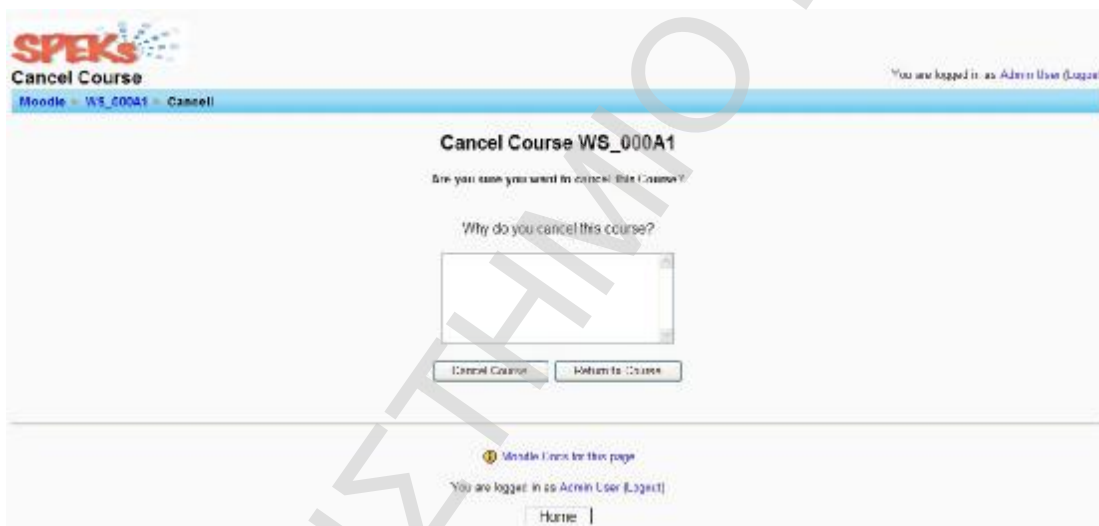 SPEKs
Cancel Course
You are logged in as Admin User (Logout
Moodle » WS_000A1 » Cancell
Cancel Course WS_000A1
Are you sure you want to cancel this Course?
Why do you cancel this course?
Cancel Course Return to Course
Moodle Docs for this page
You are logged in as Admin User (Logout)
Home
ΣΤΗΜΙΟ